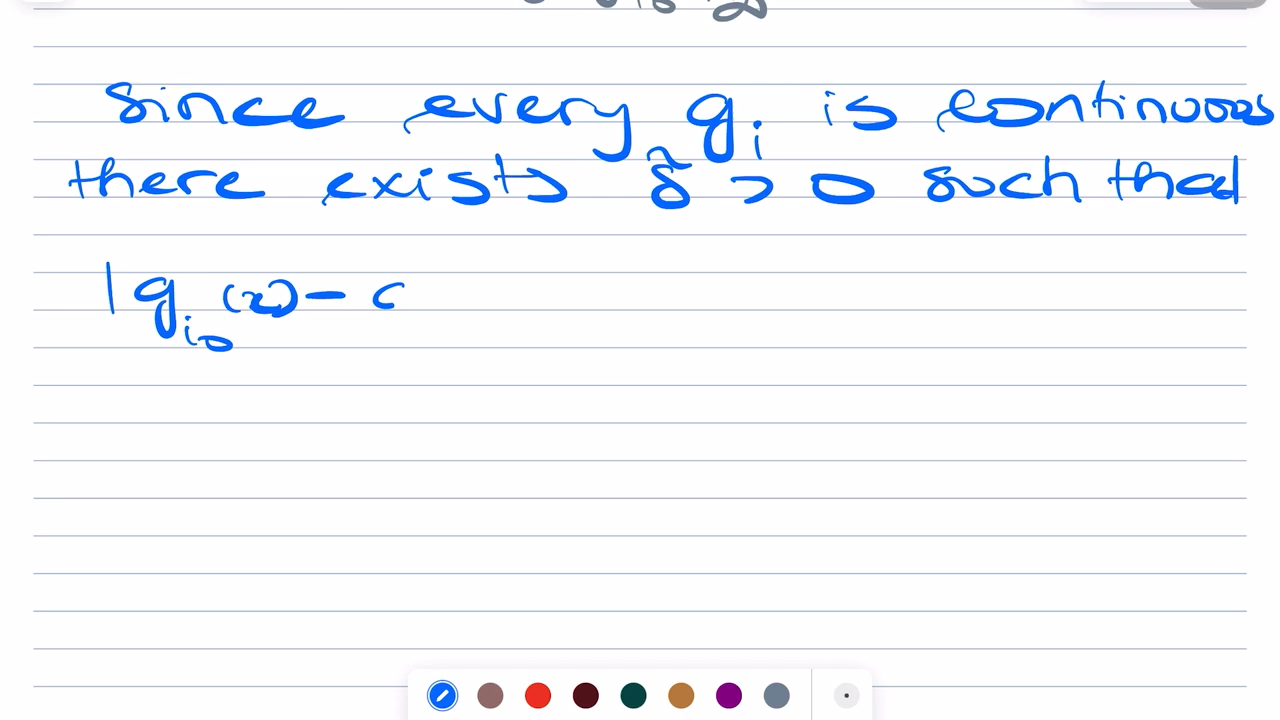 since every g_i is continuous
there exists δ̃ > 0 such that
|g_{i_0}(x) - c